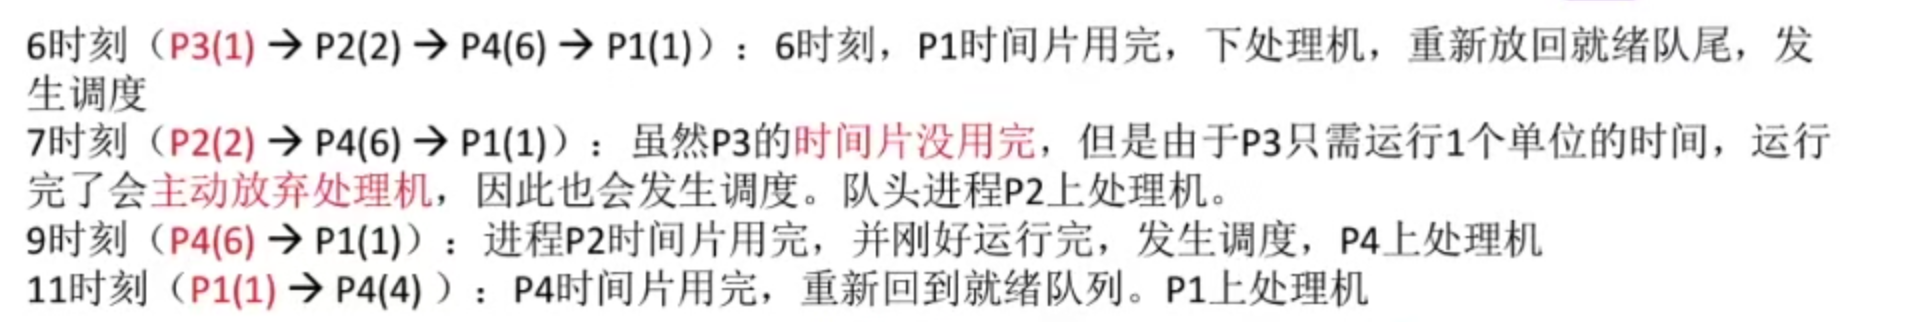 6时刻（P3(1) → P2(2) → P4(6) → P1(1)）：6时刻，P1时间片用完，下处理机，重新放回就绪队尾，发
生调度
7时刻（P2(2) → P4(6) → P1(1)）：虽然P3的时间片没用完，但是由于P3只需运行1个单位的时间，运行
完了会主动放弃处理机，因此也会发生调度。队头进程P2上处理机。
9时刻（P4(6) → P1(1)）：进程P2时间片用完，并刚好运行完，发生调度，P4上处理机
11时刻（P1(1) → P4(4) ）：P4时间片用完，重新回到就绪队列。P1上处理机